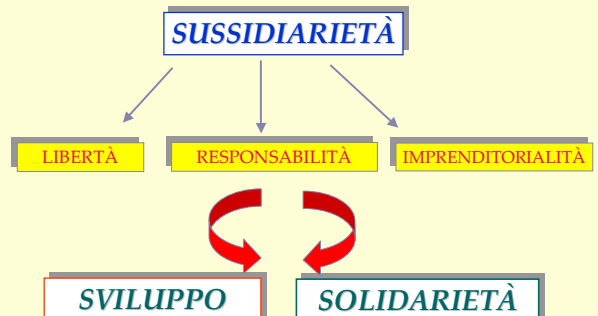 SUSSIDIARIETÀ
LIBERTÀ
RESPONSABILITÀ
IMPRENDITORIALITÀ
SVILUPPO
SOLIDARIETÀ